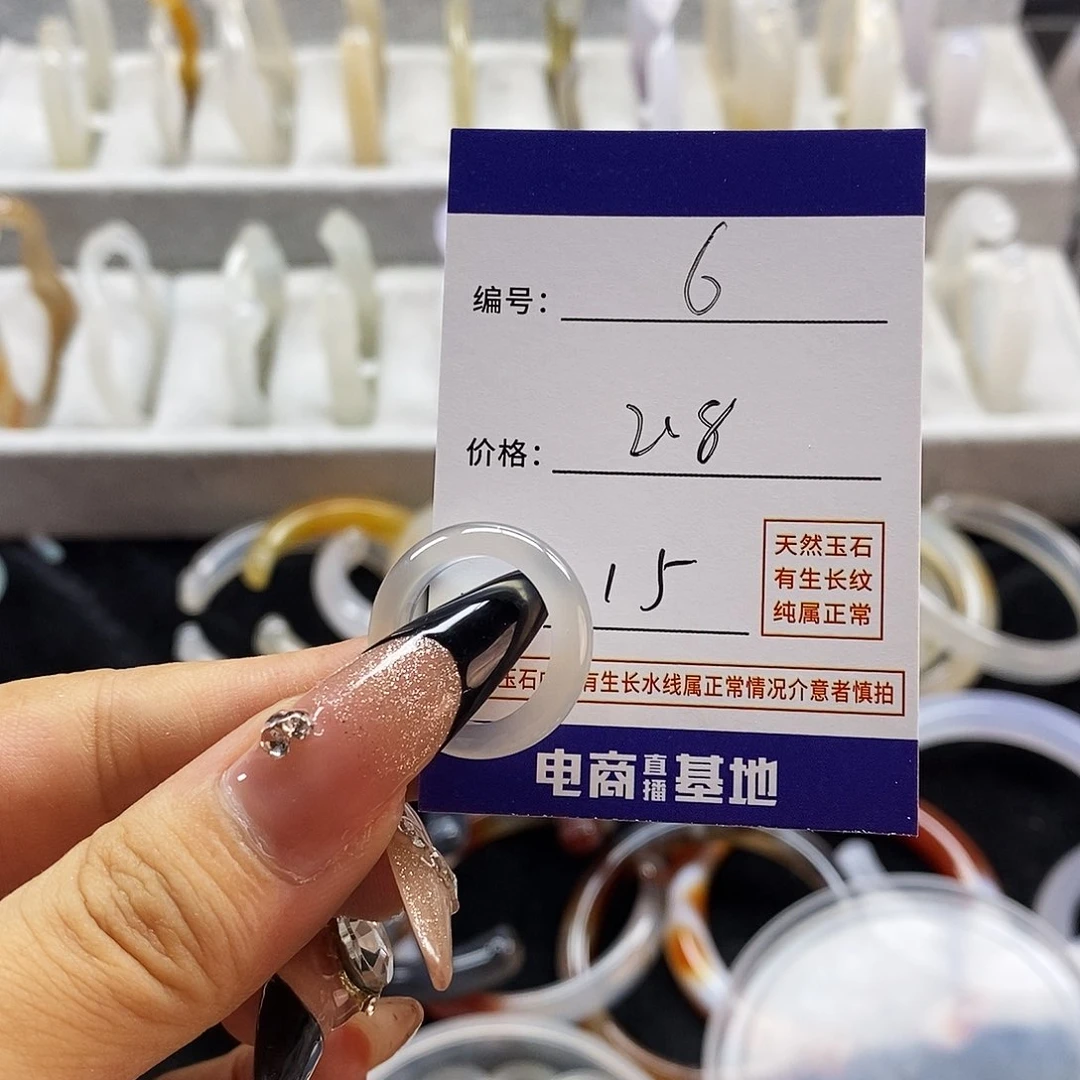 编号：6
价格：28
15
天然玉石
有生长纹
纯属正常
玉石 有生长水线属正常情况介意者慎拍
电商直播基地